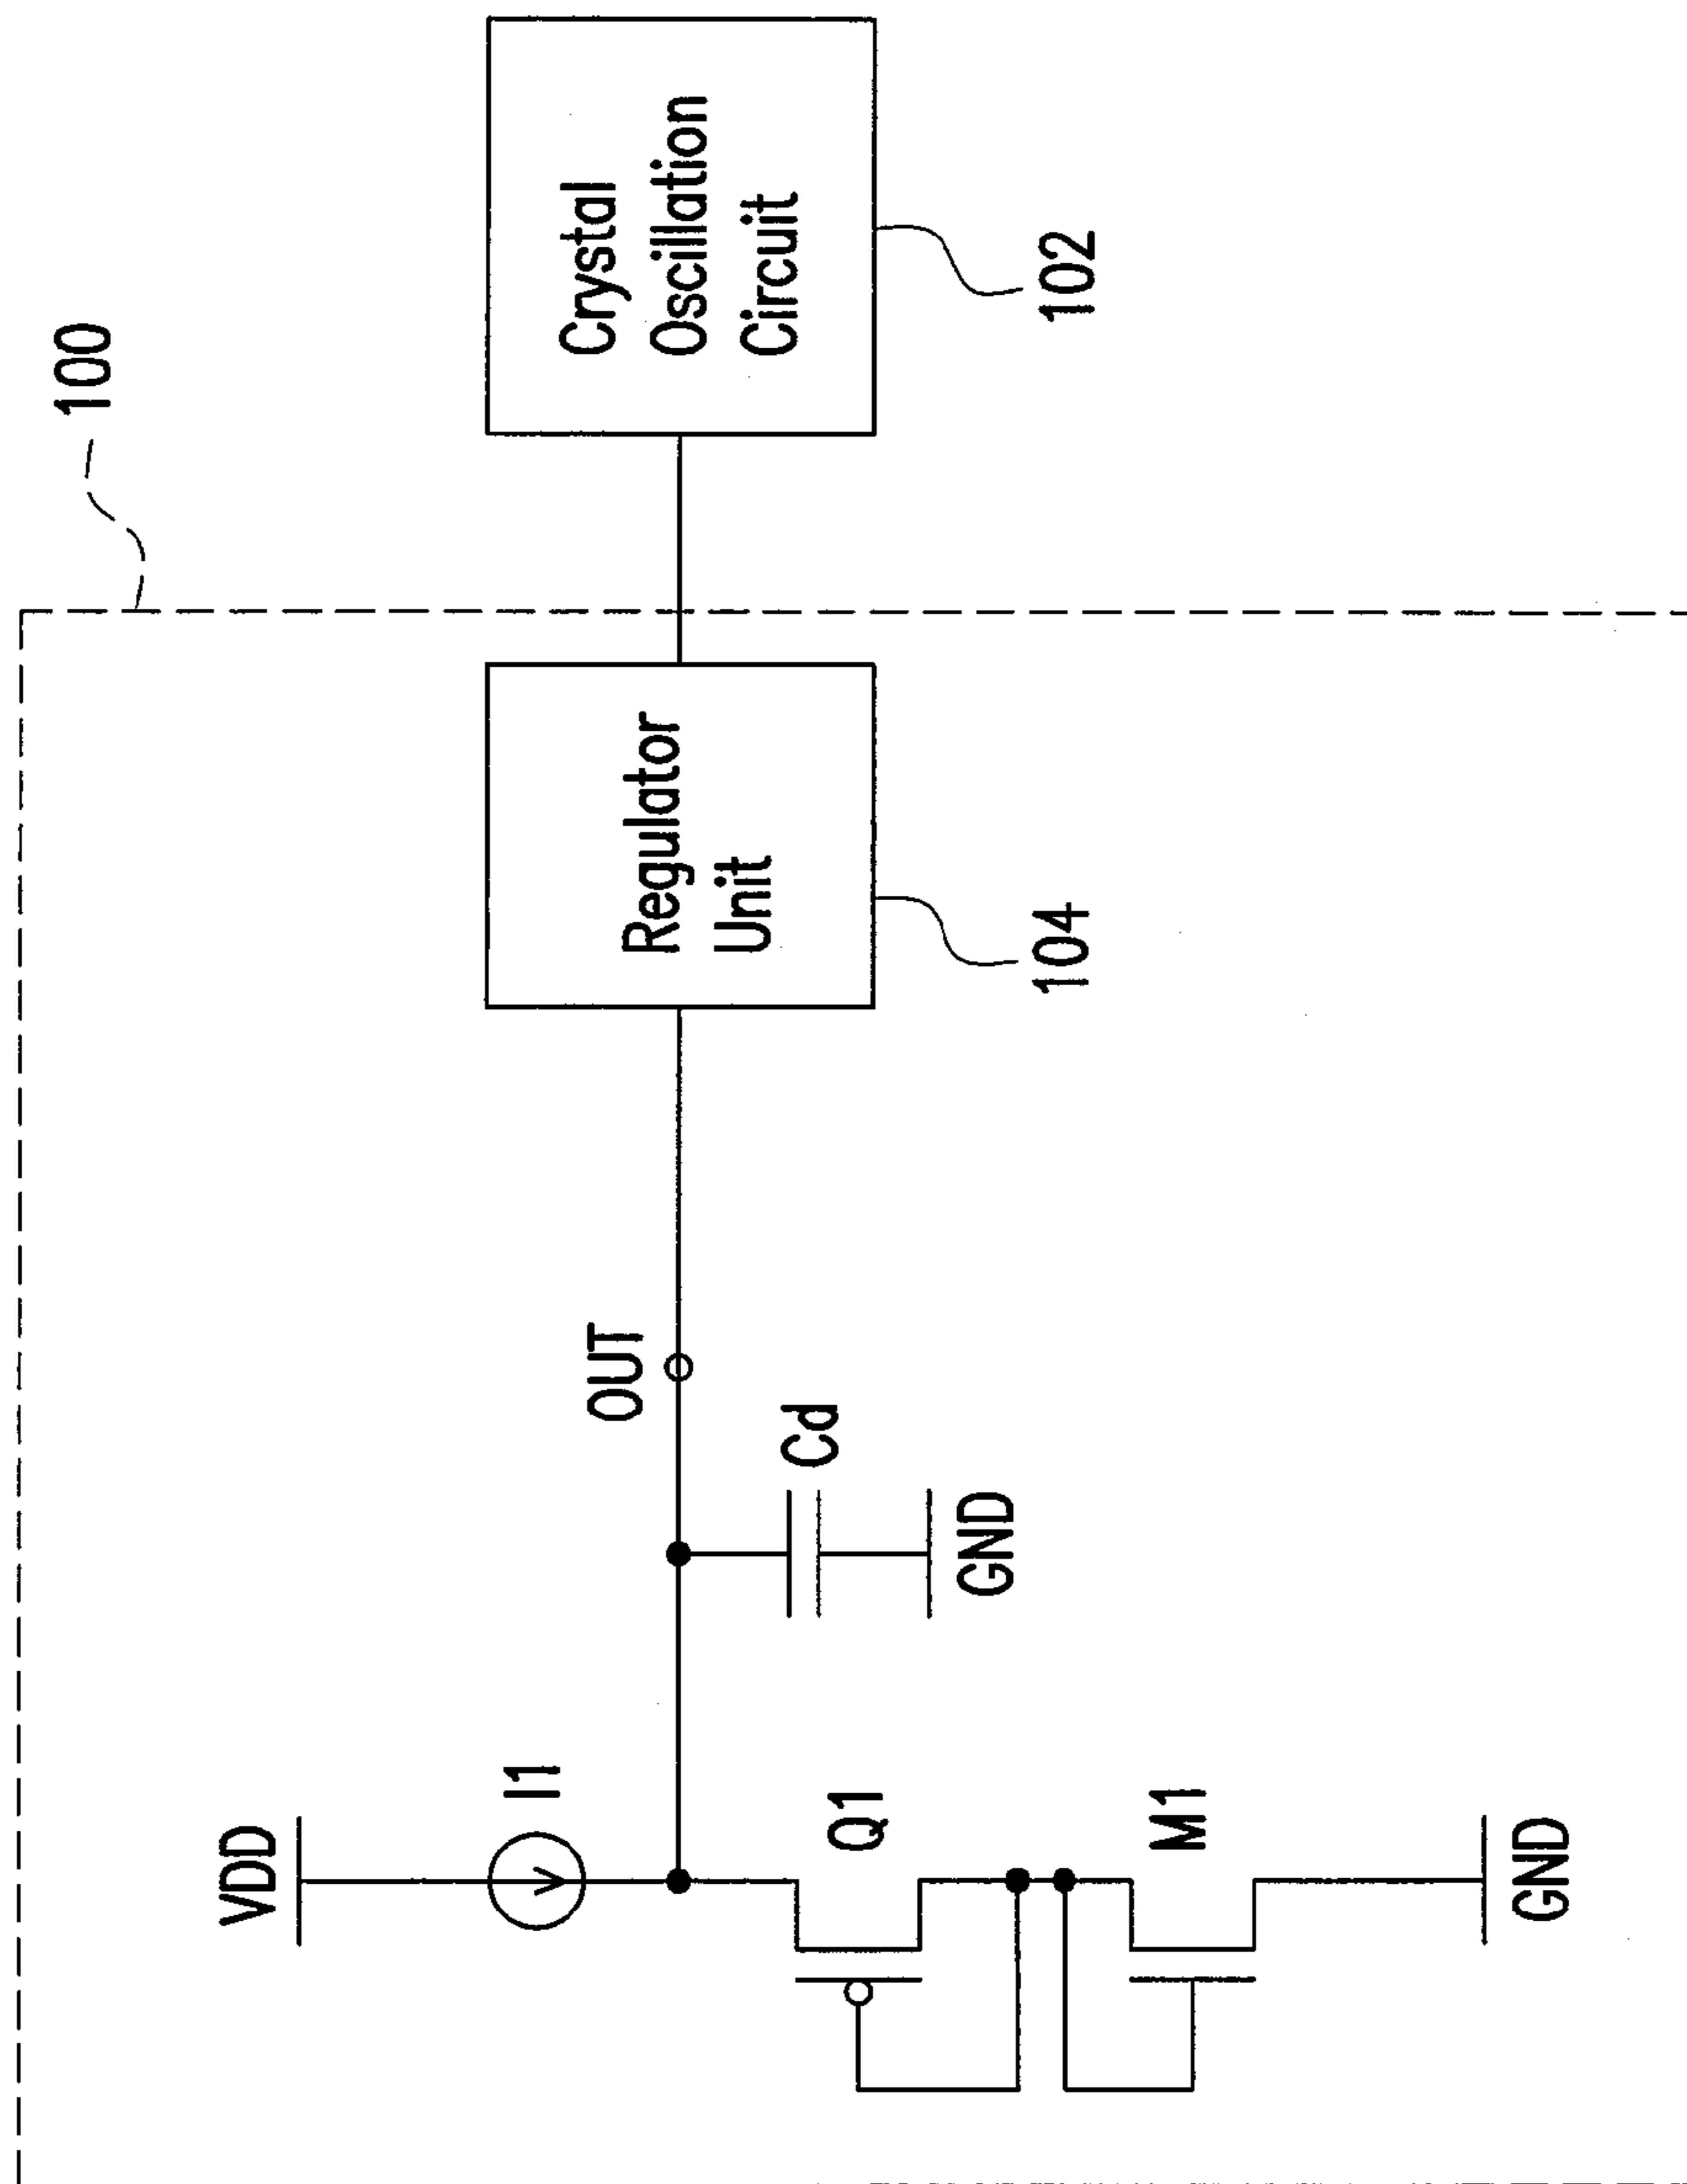 100
VDD
I1
OUT
Q1
Cd
GND
M1
GND
Regulator
Unit
104
Crystal
Oscillation
Circuit
102